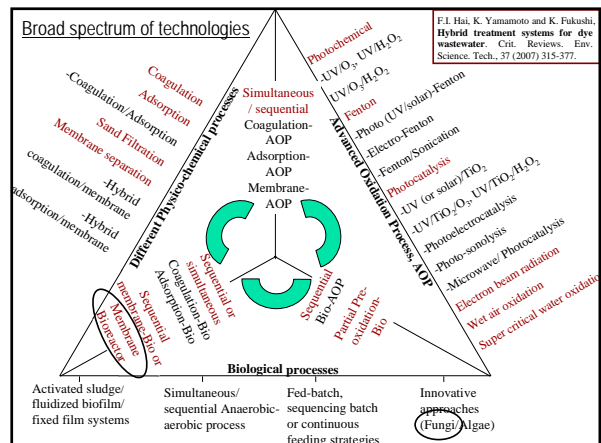 Broad spectrum of technologies
F.I. Hai, K. Yamamoto and K. Fukushi,
Hybrid treatment systems for dye
wastewater. Crit. Reviews. Env.
Science. Tech., 37 (2007) 315-377.
Coagulation
Adsorption
-Coagulation/Adsorption
Sand Filtration
Membrane separation
-Hybrid
coagulation/membrane
-Hybrid
adsorption/membrane
Different Physico-chemical processes
Simultaneous
/ sequential
Coagulation-
AOP
Adsorption-
AOP
Membrane-
AOP
Photochemical
-UV/O₃, UV/H₂O₂
UV/O₃/H₂O₂
Fenton
-Photo (UV/solar)-Fenton
-Electro-Fenton
-Fenton/Sonication
Photocatalysis
-UV (or solar)/TiO₂
-UV/TiO₂/O₃, UV/TiO₂/H₂O₂
-Photoelectrocatalysis
-Photo-sonolysis
-Microwave/ Photocatalysis
Electron beam radiation
Wet air oxidation
Super critical water oxidation
Advanced Oxidation Process, AOP
Sequential or
simultaneous
Coagulation-Bio
Adsorption-Bio
Sequential
membrane-Bio or
Membrane
Bioreactor
Sequential
Bio-AOP
Partial Pre-
oxidation-
Bio
Biological processes
Activated sludge/
fluidized biofilm/
fixed film systems
Simultaneous/
sequential Anaerobic-
aerobic process
Fed-batch,
sequencing batch
or continuous
feeding strategies
Innovative
approaches
(Fungi/Algae)